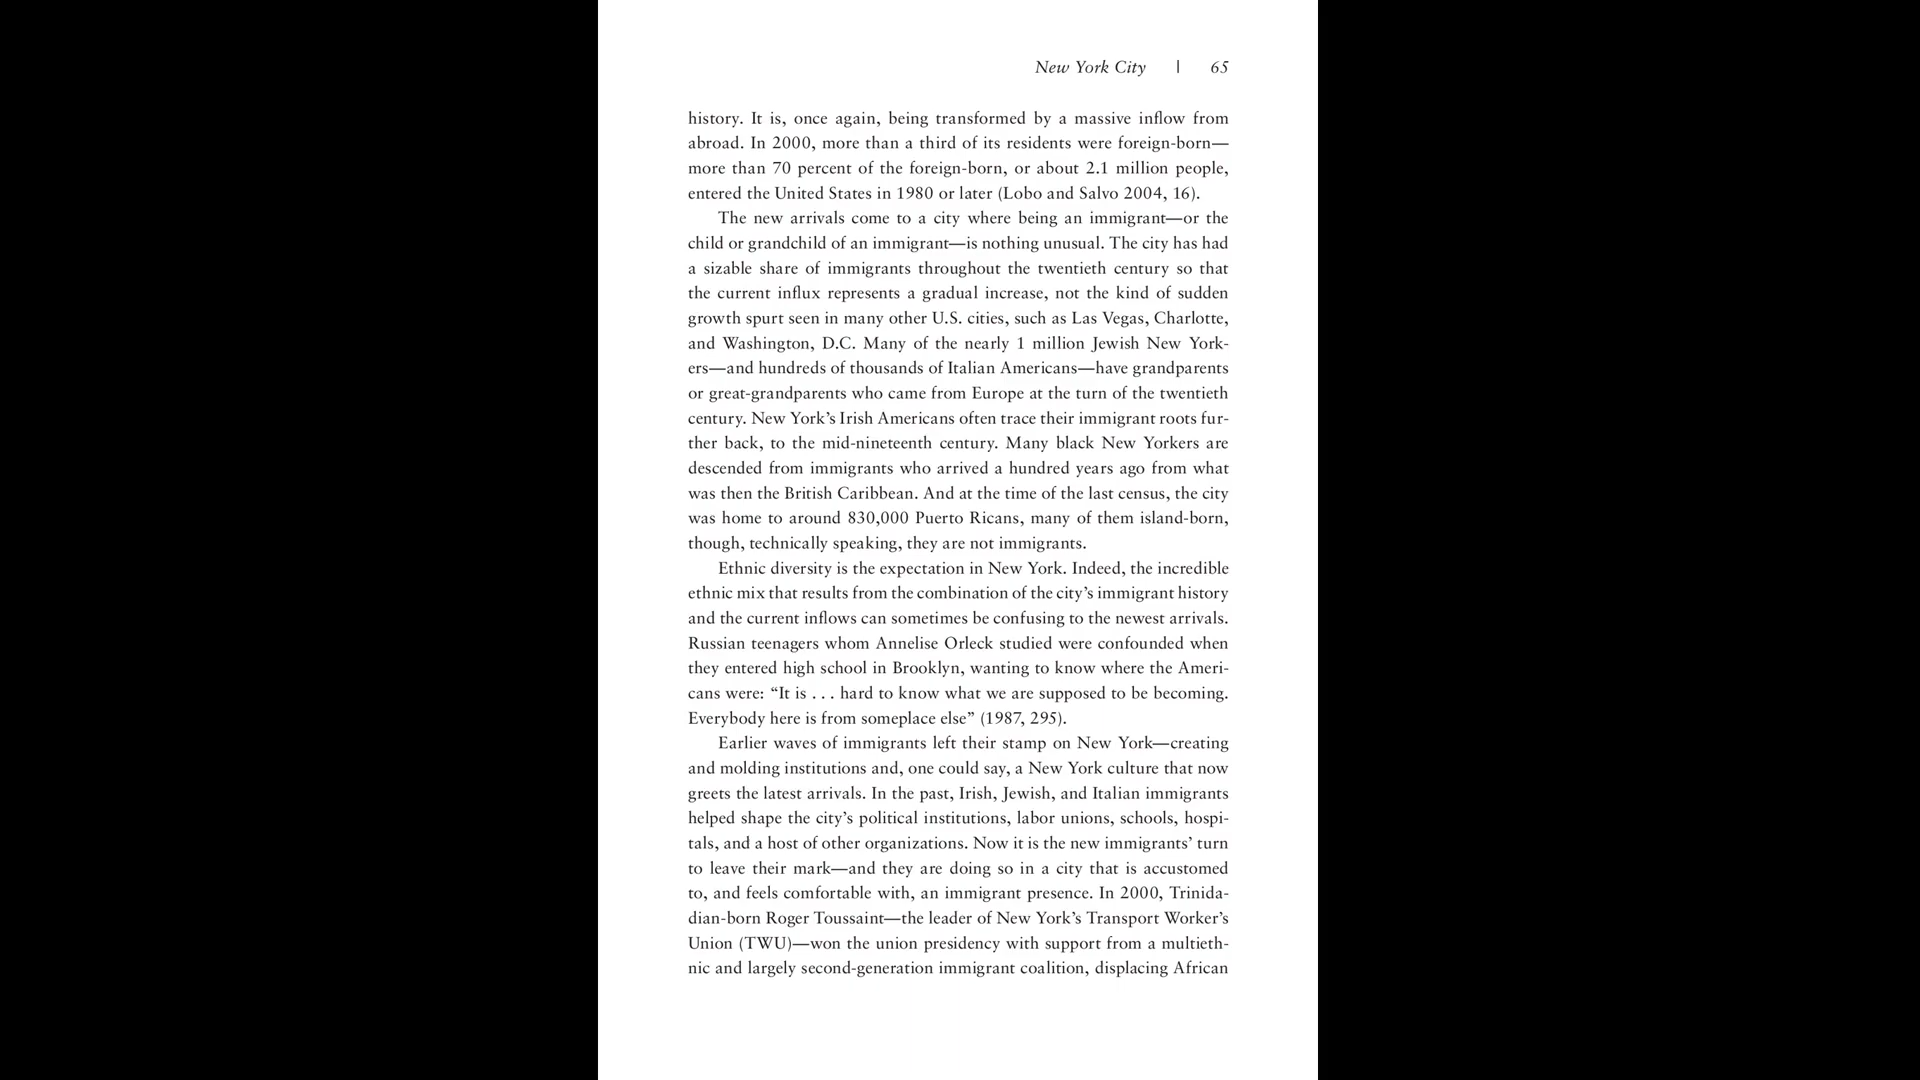 New York City | 65
history. It is, once again, being transformed by a massive inflow from
abroad. In 2000, more than a third of its residents were foreign-born—
more than 70 percent of the foreign-born, or about 2.1 million people,
entered the United States in 1980 or later (Lobo and Salvo 2004, 16).
The new arrivals come to a city where being an immigrant—or the
child or grandchild of an immigrant—is nothing unusual. The city has had
a sizable share of immigrants throughout the twentieth century so that
the current influx represents a gradual increase, not the kind of sudden
growth spurt seen in many other U.S. cities, such as Las Vegas, Charlotte,
and Washington, D.C. Many of the nearly 1 million Jewish New York-
ers—and hundreds of thousands of Italian Americans—have grandparents
or great-grandparents who came from Europe at the turn of the twentieth
century. New York’s Irish Americans often trace their immigrant roots fur-
ther back, to the mid-nineteenth century. Many black New Yorkers are
descended from immigrants who arrived a hundred years ago from what
was then the British Caribbean. And at the time of the last census, the city
was home to around 830,000 Puerto Ricans, many of them island-born,
though, technically speaking, they are not immigrants.
Ethnic diversity is the expectation in New York. Indeed, the incredible
ethnic mix that results from the combination of the city’s immigrant history
and the current inflows can sometimes be confusing to the newest arrivals.
Russian teenagers whom Annelise Orleck studied were confounded when
they entered high school in Brooklyn, wanting to know where the Ameri-
cans were: “It is . . . hard to know what we are supposed to be becoming.
Everybody here is from someplace else” (1987, 295).
Earlier waves of immigrants left their stamp on New York—creating
and molding institutions and, one could say, a New York culture that now
greets the latest arrivals. In the past, Irish, Jewish, and Italian immigrants
helped shape the city’s political institutions, labor unions, schools, hospi-
tals, and a host of other organizations. Now it is the new immigrants’ turn
to leave their mark—and they are doing so in a city that is accustomed
to, and feels comfortable with, an immigrant presence. In 2000, Trinida-
dian-born Roger Toussaint—the leader of New York’s Transport Worker’s
Union (TWU)—won the union presidency with support from a multieth-
nic and largely second-generation immigrant coalition, displacing African